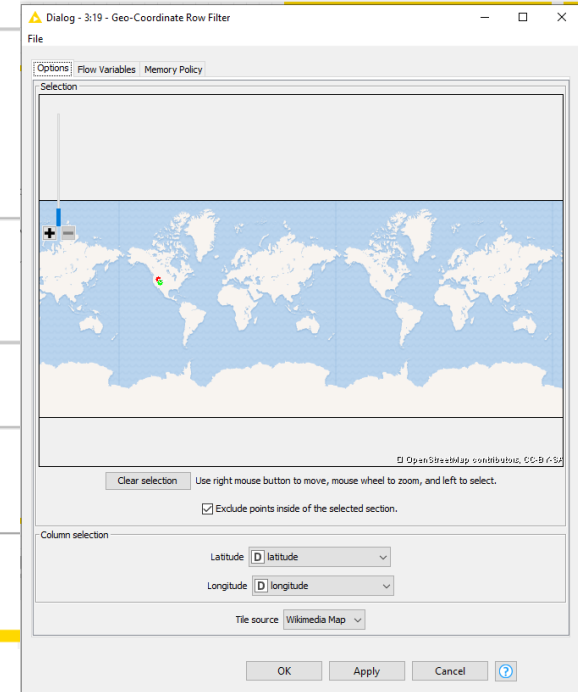 Dialog - 3:19 - Geo-Coordinate Row Filter
File
Options Flow Variables Memory Policy
Selection
OpenStreetMap contributors, CC-BY-SA
Clear selection Use right mouse button to move, mouse wheel to zoom, and left to select.
Exclude points inside of the selected section.
Column selection
Latitude D latitude
Longitude D longitude
Tile source Wikimedia Map
OK Apply Cancel ?